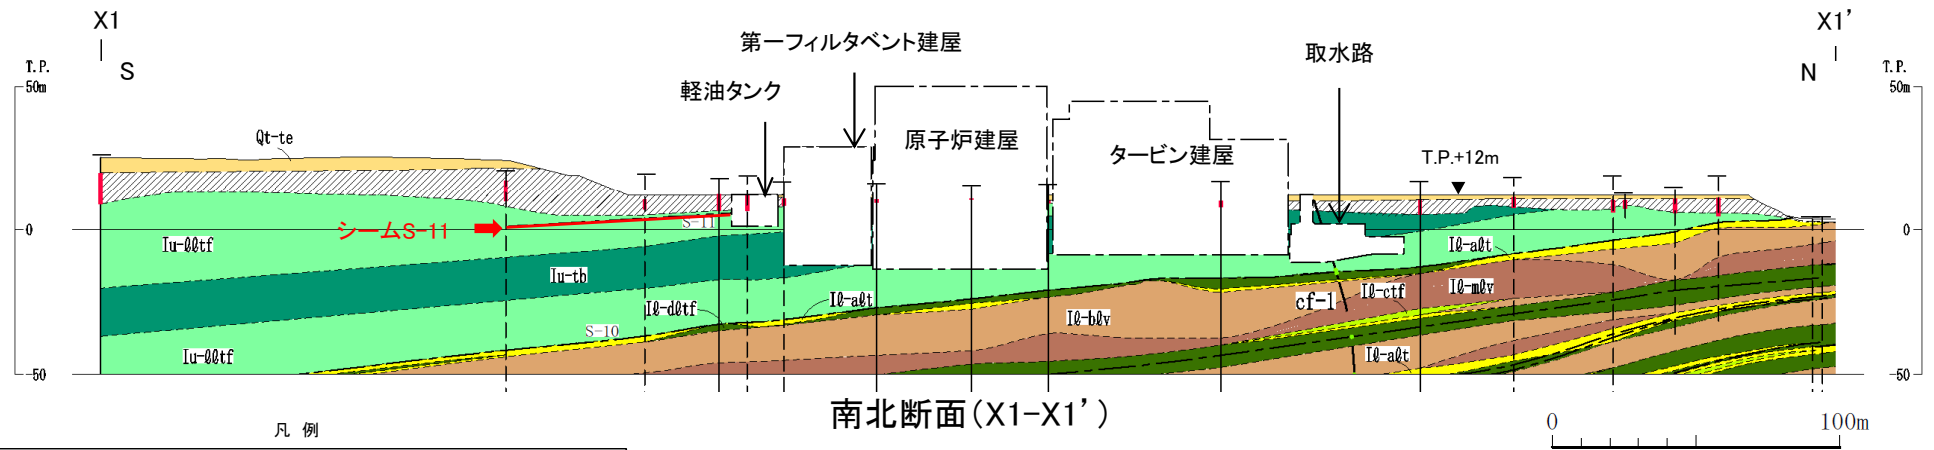 X1
X1'
S
N
T.P.
50m
0
-50
T.P.
50m
0
-50
第一フィルタベント建屋
取水路
軽油タンク
原子炉建屋
タービン建屋
T.P.+12m
Qt-te
シームS-11
S-11
Iu-ℓℓtf
Iu-tb
Iu-ℓℓtf
Iℓ-dℓtf
Iℓ-aℓt
S-10
Iℓ-bℓv
cf-1
Iℓ-ctf
Iℓ-mℓv
Iℓ-aℓt
Iℓ-aℓt
南北断面(X1-X1')
凡 例
0
100m